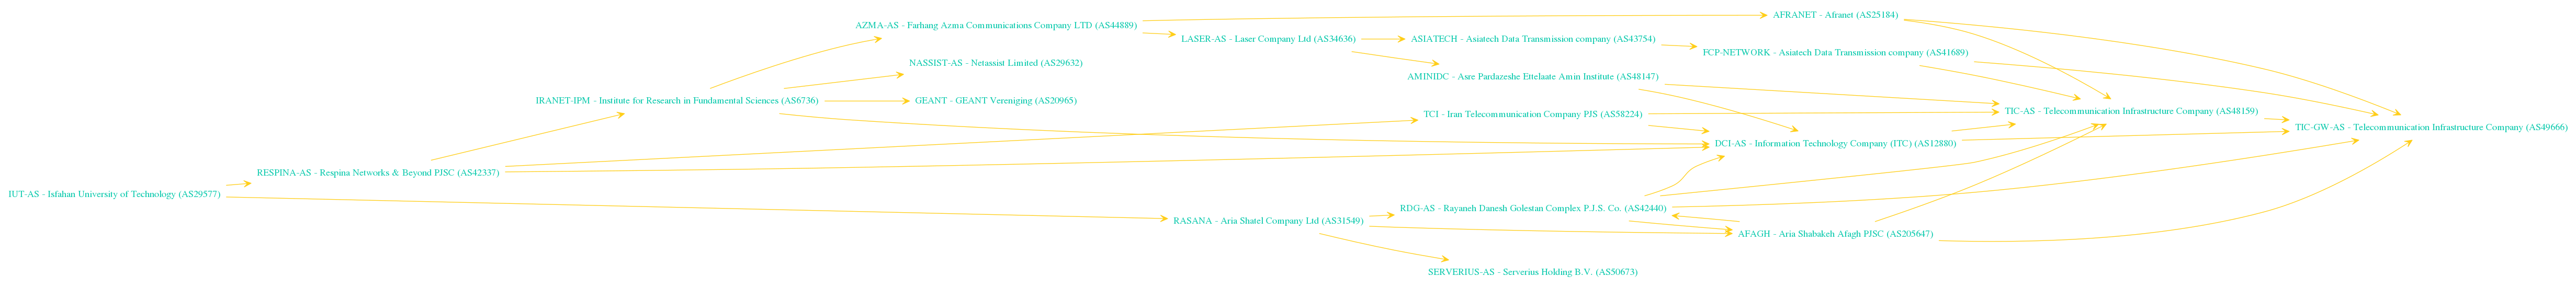 AZMA-AS - Farhang Azma Communications Company LTD (AS44889)
AFRANET - Afranet (AS25184)
LASER-AS - Laser Company Ltd (AS34636)
ASIATECH - Asiatech Data Transmission company (AS43754)
FCP-NETWORK - Asiatech Data Transmission company (AS41689)
NASSIST-AS - Netassist Limited (AS29632)
AMINIDC - Asre Pardazeshe Ettelaate Amin Institute (AS48147)
IRANET-IPM - Institute for Research in Fundamental Sciences (AS6736)
GEANT - GEANT Vereniging (AS20965)
TCI - Iran Telecommunication Company PJS (AS58224)
TIC-AS - Telecommunication Infrastructure Company (AS48159)
TIC-GW-AS - Telecommunication Infrastructure Company (AS49666)
DCI-AS - Information Technology Company (ITC) (AS12880)
RESPINA-AS - Respina Networks & Beyond PJSC (AS42337)
IUT-AS - Isfahan University of Technology (AS29577)
RASANA - Aria Shatel Company Ltd (AS31549)
RDG-AS - Rayaneh Danesh Golestan Complex P.J.S. Co. (AS42440)
AFAGH - Aria Shabakeh Afagh PJSC (AS205647)
SERVERIUS-AS - Serverius Holding B.V. (AS50673)